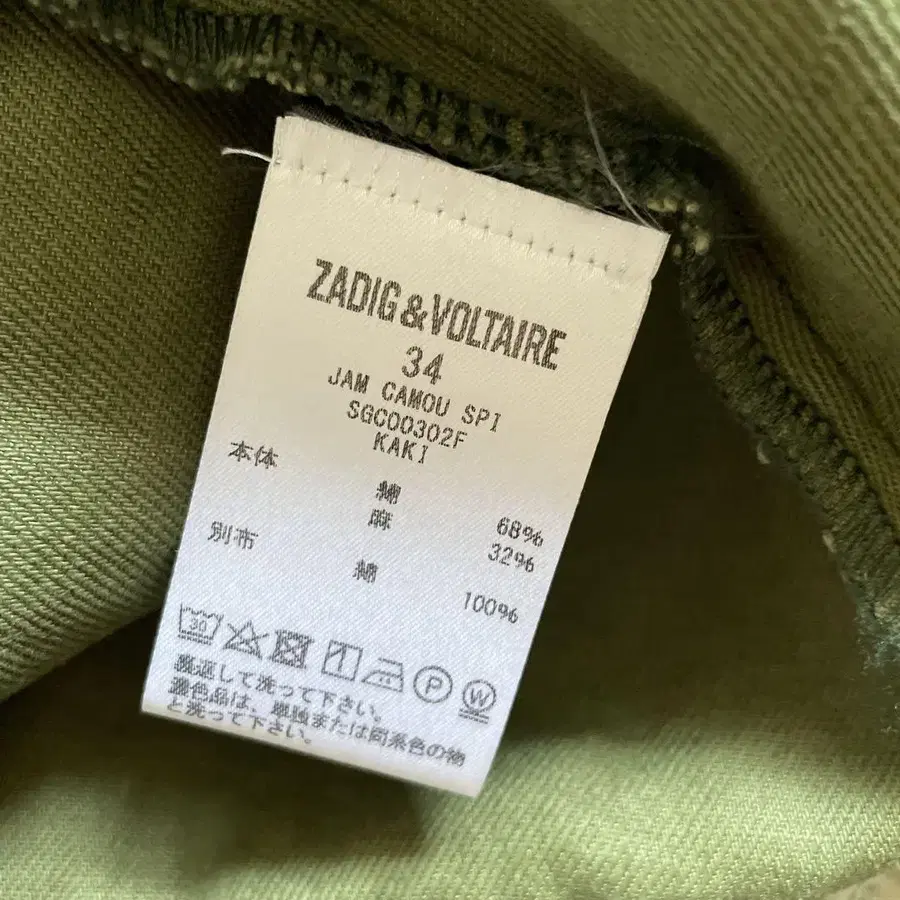 ZADIG&VOLTAIRE
34
JAM CAMOU SPI
SGC00302F
KAKI
本体
綿 68%
麻 32%
別布
綿 100%
30
P
W
裏返して洗って下さい。
濃色品は、単独または同系色の物
と洗って下さい。